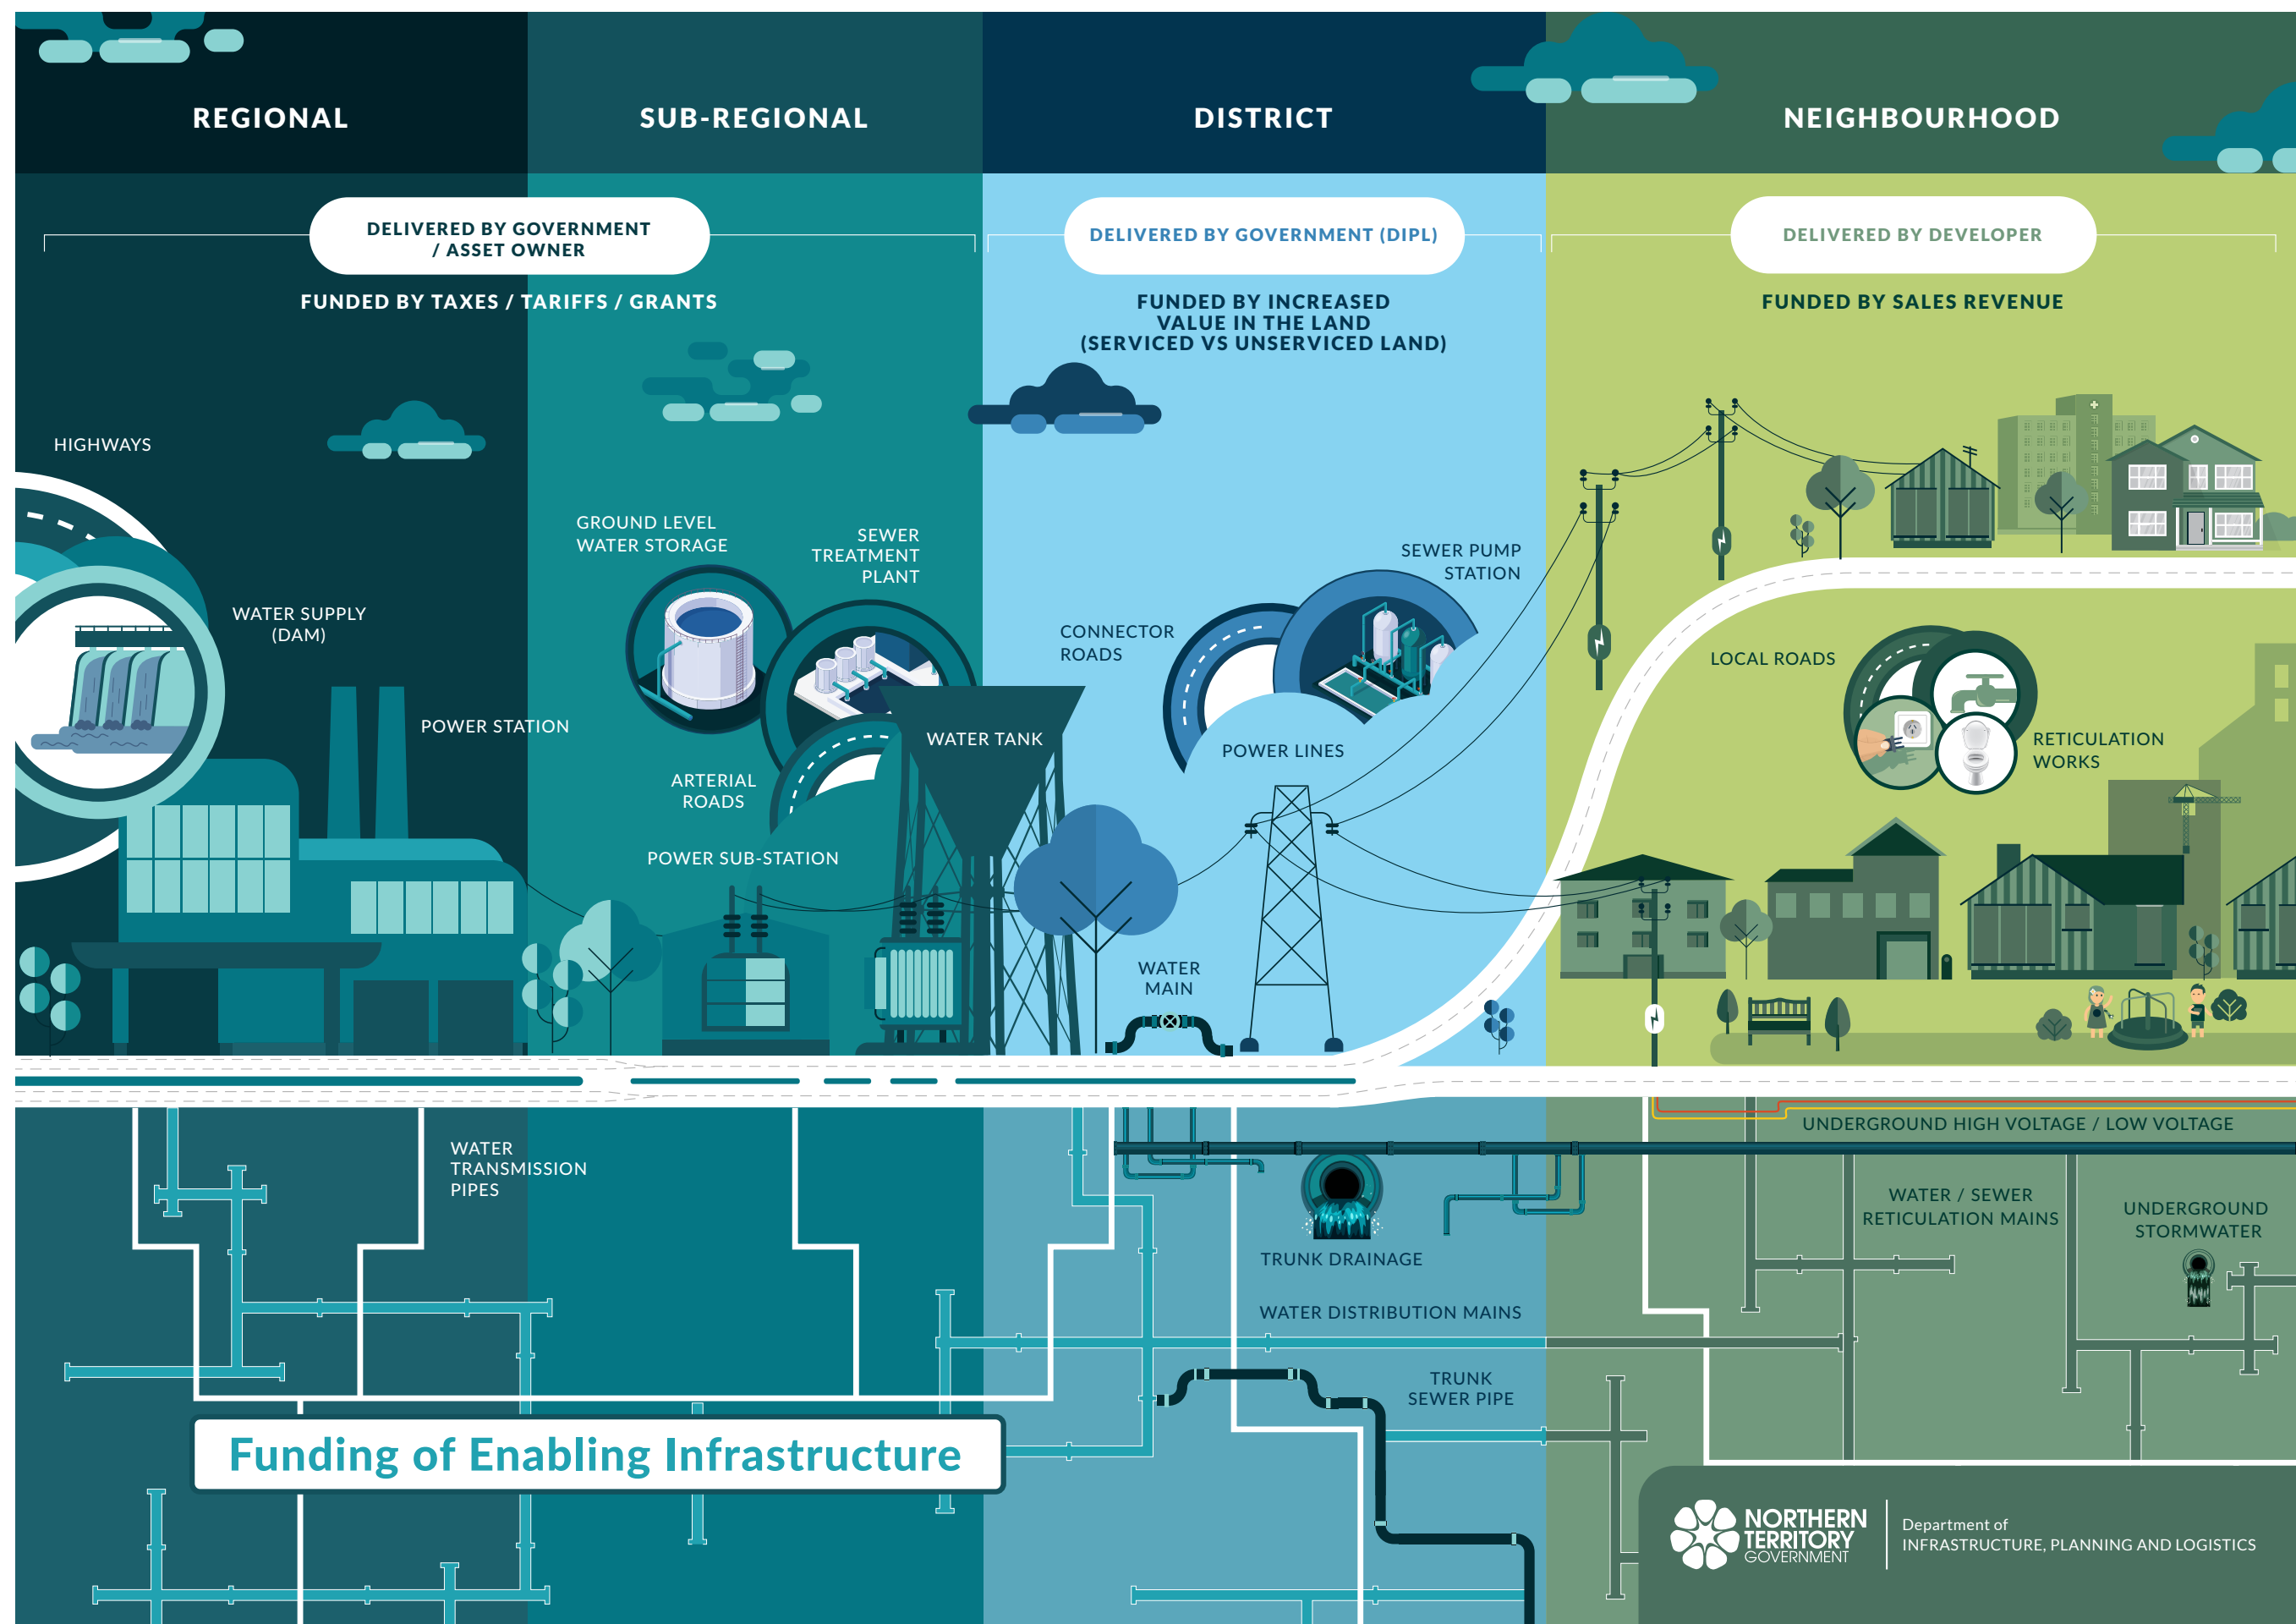 REGIONAL
SUB-REGIONAL
DISTRICT
NEIGHBOURHOOD
DELIVERED BY GOVERNMENT
/ ASSET OWNER
FUNDED BY TAXES / TARIFFS / GRANTS
DELIVERED BY GOVERNMENT (DIPL)
FUNDED BY INCREASED
VALUE IN THE LAND
(SERVICED VS UNSERVICED LAND)
DELIVERED BY DEVELOPER
FUNDED BY SALES REVENUE
HIGHWAYS
WATER SUPPLY
(DAM)
POWER STATION
GROUND LEVEL
WATER STORAGE
SEWER
TREATMENT
PLANT
WATER TANK
ARTERIAL
ROADS
POWER SUB-STATION
SEWER PUMP
STATION
CONNECTOR
ROADS
POWER LINES
WATER
MAIN
LOCAL ROADS
RETICULATION
WORKS
WATER
TRANSMISSION
PIPES
TRUNK DRAINAGE
WATER DISTRIBUTION MAINS
TRUNK
SEWER PIPE
UNDERGROUND HIGH VOLTAGE / LOW VOLTAGE
WATER / SEWER
RETICULATION MAINS
UNDERGROUND
STORMWATER
Funding of Enabling Infrastructure
NORTHERN
TERRITORY
GOVERNMENT
Department of
INFRASTRUCTURE, PLANNING AND LOGISTICS